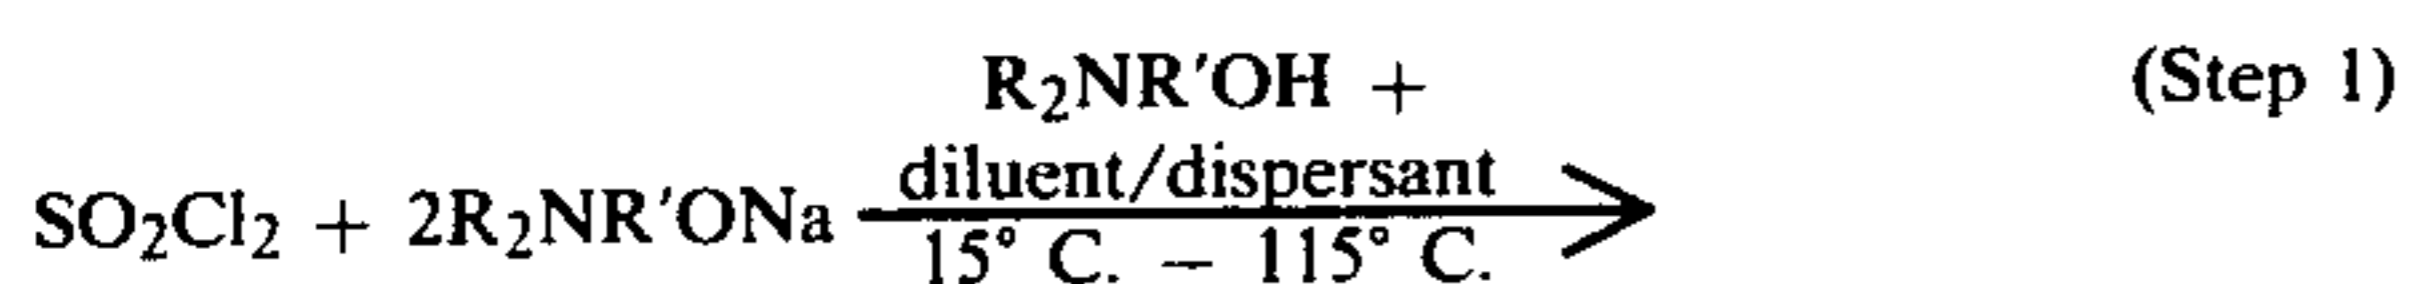 R₂NR′OH + (Step 1)
diluent/dispersant
SO₂Cl₂ + 2R₂NR′ONa ⟶
15° C. – 115° C.